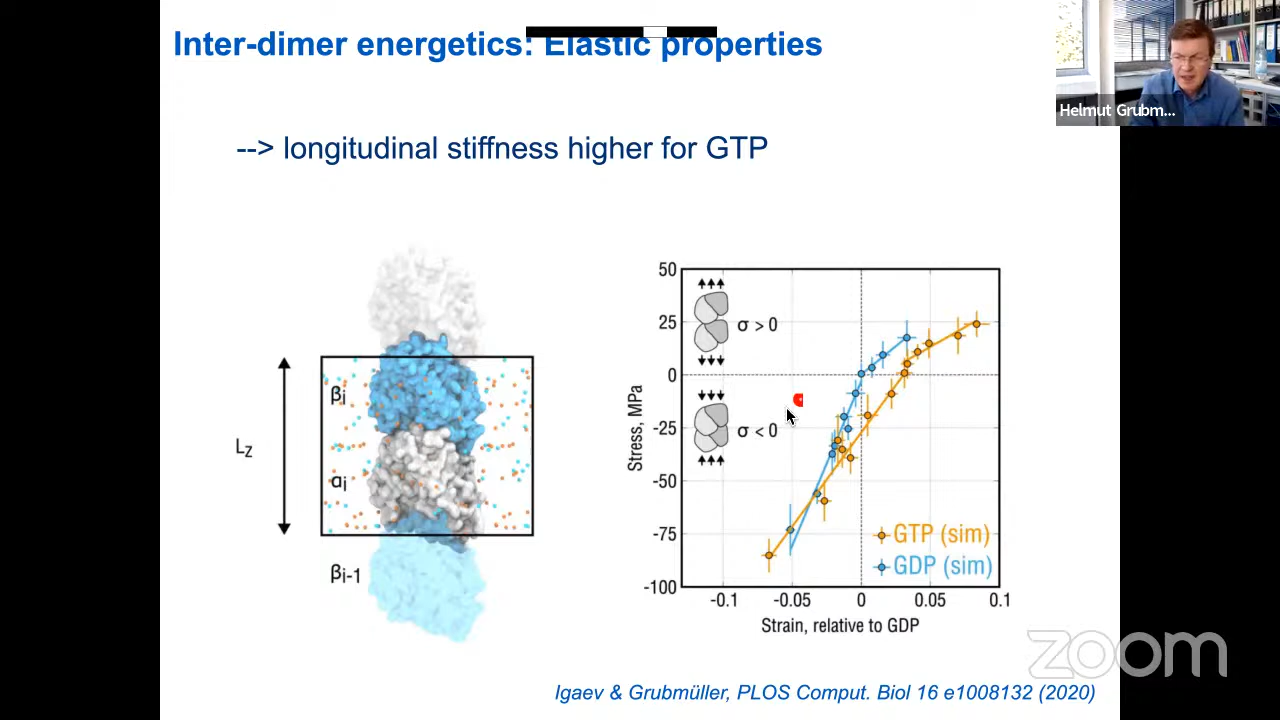 Inter-dimer energetics: Elastic properties
Helmut Grubm...
--> longitudinal stiffness higher for GTP
βi
Lz
αi
βi-1
50
25
0
-25
-50
-75
-100
Stress, MPa
σ > 0
σ < 0
GTP (sim)
GDP (sim)
-0.1 -0.05 0 0.05 0.1
Strain, relative to GDP
zoom
Igaev & Grubmüller, PLOS Comput. Biol 16 e1008132 (2020)